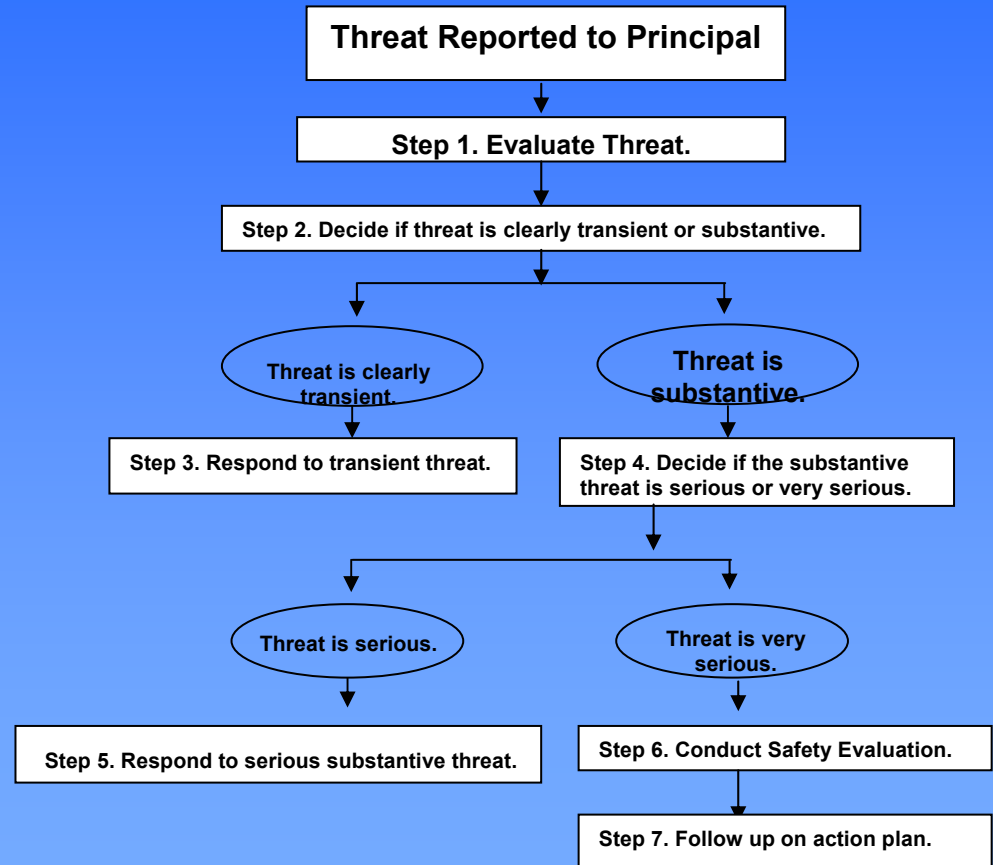 Threat Reported to Principal
Step 1. Evaluate Threat.
Step 2. Decide if threat is clearly transient or substantive.
Threat is clearly
transient.
Threat is
substantive.
Step 3. Respond to transient threat.
Step 4. Decide if the substantive
threat is serious or very serious.
Threat is serious.
Threat is very
serious.
Step 5. Respond to serious substantive threat.
Step 6. Conduct Safety Evaluation.
Step 7. Follow up on action plan.